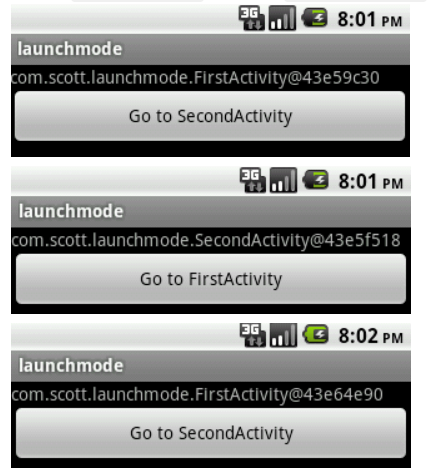 3G 8:01 PM
launchmode
com.scott.launchmode.FirstActivity@43e59c30
Go to SecondActivity
3G 8:01 PM
launchmode
com.scott.launchmode.SecondActivity@43e5f518
Go to FirstActivity
3G 8:02 PM
launchmode
com.scott.launchmode.FirstActivity@43e64e90
Go to SecondActivity